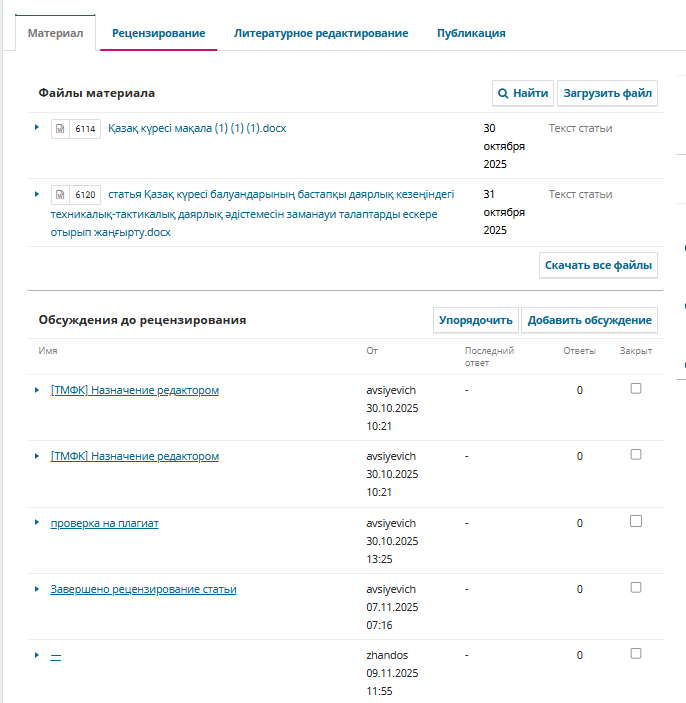 Материал Рецензирование Литературное редактирование Публикация
Файлы материала Найти Загрузить файл
6114 Қазақ күресі мақала (1) (1) (1).docx 30 Текст статьи
октября
2025
6120 статья Қазақ күресі балуандарының бастапқы даярлық кезеңіндегі 31 Текст статьи
техникалық-тактикалық даярлық әдістемесін заманауи талаптарды ескере октября
отырып жаңғырту.docx 2025
Скачать все файлы
Обсуждения до рецензирования Упорядочить Добавить обсуждение
Имя От Последний Ответы Закрыт
ответ
[ТМФК] Назначение редактором avsiyevich - 0
30.10.2025
10:21
[ТМФК] Назначение редактором avsiyevich - 0
30.10.2025
10:21
проверка на плагиат avsiyevich - 0
30.10.2025
13:25
Завершено рецензирование статьи avsiyevich - 0
07.11.2025
07:16
— zhandos - 0
09.11.2025
11:55